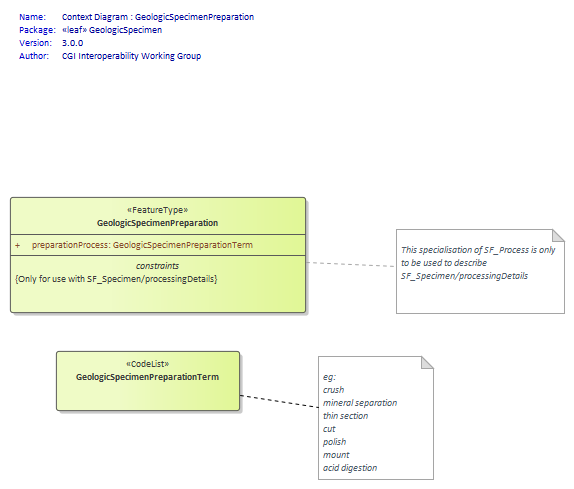 Name: Context Diagram : GeologicSpecimenPreparation
Package: «leaf» GeologicSpecimen
Version: 3.0.0
Author: CGI Interoperability Working Group
«FeatureType»
GeologicSpecimenPreparation
+ preparationProcess: GeologicSpecimenPreparationTerm
constraints
{Only for use with SF_Specimen/processingDetails}
This specialisation of SF_Process is only
to be used to describe
SF_Specimen/processingDetails
«CodeList»
GeologicSpecimenPreparationTerm
eg:
crush
mineral separation
thin section
cut
polish
mount
acid digestion